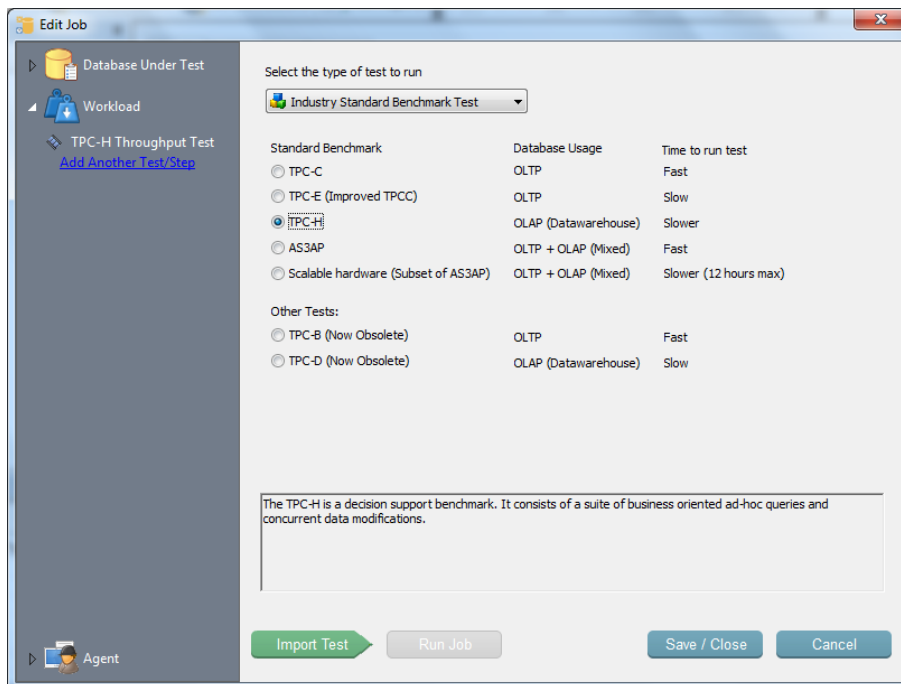 Edit Job
Database Under Test
Workload
TPC-H Throughput Test
Add Another Test/Step
Agent
Select the type of test to run
Industry Standard Benchmark Test
Standard Benchmark Database Usage Time to run test
TPC-C OLTP Fast
TPC-E (Improved TPCC) OLTP Slow
TPC-H OLAP (Datawarehouse) Slower
AS3AP OLTP + OLAP (Mixed) Fast
Scalable hardware (Subset of AS3AP) OLTP + OLAP (Mixed) Slower (12 hours max)
Other Tests:
TPC-B (Now Obsolete) OLTP Fast
TPC-D (Now Obsolete) OLAP (Datawarehouse) Slow
The TPC-H is a decision support benchmark. It consists of a suite of business oriented ad-hoc queries and
concurrent data modifications.
Import Test Run Job Save / Close Cancel